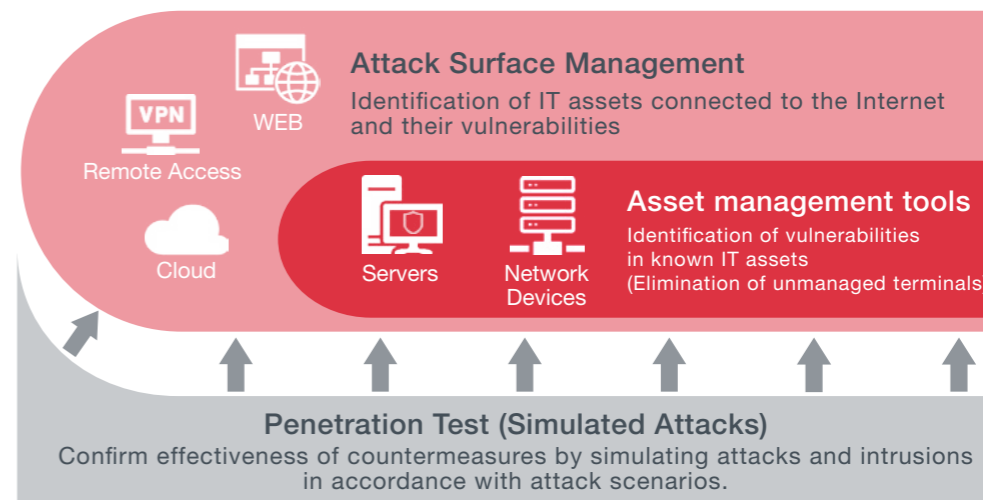 Attack Surface Management
Identification of IT assets connected to the Internet
and their vulnerabilities
WEB
VPN
Remote Access
Cloud
Servers
Network
Devices
Asset management tools
Identification of vulnerabilities
in known IT assets
(Elimination of unmanaged terminals)
Penetration Test (Simulated Attacks)
Confirm effectiveness of countermeasures by simulating attacks and intrusions
in accordance with attack scenarios.